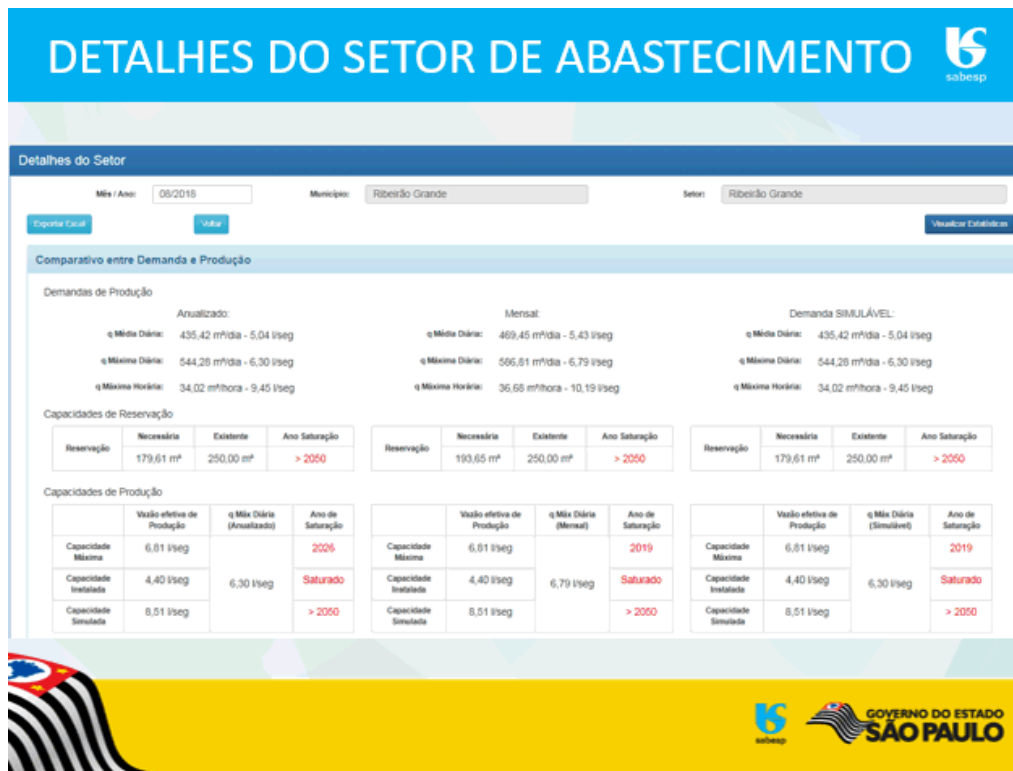 DETALHES DO SETOR DE ABASTECIMENTO
sabesp
Detalhes do Setor
Mês / Ano: 08/2018 Município: Ribeirão Grande Setor: Ribeirão Grande
Exportar Excel Voltar Visualizar Estatísticas
Comparativo entre Demanda e Produção
Demandas de Produção
Anualizado: Mensal: Demanda SIMULÁVEL:
q Média Diária: 435,42 m³/dia - 5,04 l/seg q Média Diária: 469,45 m³/dia - 5,43 l/seg q Média Diária: 435,42 m³/dia - 5,04 l/seg
q Máxima Diária: 544,28 m³/dia - 6,30 l/seg q Máxima Diária: 586,81 m³/dia - 6,79 l/seg q Máxima Diária: 544,28 m³/dia - 6,30 l/seg
q Máxima Horária: 34,02 m³/hora - 9,45 l/seg q Máxima Horária: 36,68 m³/hora - 10,19 l/seg q Máxima Horária: 34,02 m³/hora - 9,45 l/seg
Capacidades de Reservação
Necessária Existente Ano Saturação Necessária Existente Ano Saturação Necessária Existente Ano Saturação
Reservação 179,61 m³ 250,00 m³ > 2050 Reservação 193,65 m³ 250,00 m³ > 2050 Reservação 179,61 m³ 250,00 m³ > 2050
Capacidades de Produção
Vazão efetiva de q Máx Diária Ano de Vazão efetiva de q Máx Diária Ano de Vazão efetiva de q Máx Diária Ano de
Produção (Anualizado) Saturação Produção (Mensal) Saturação Produção (Simulável) Saturação
Capacidade Máxima 6,81 l/seg 2026 Capacidade Máxima 6,81 l/seg 2019 Capacidade Máxima 6,81 l/seg 2019
Capacidade Instalada 4,40 l/seg 6,30 l/seg Saturado Capacidade Instalada 4,40 l/seg 6,79 l/seg Saturado Capacidade Instalada 4,40 l/seg 6,30 l/seg Saturado
Capacidade Simulada 8,51 l/seg > 2050 Capacidade Simulada 8,51 l/seg > 2050 Capacidade Simulada 8,51 l/seg > 2050
sabesp
GOVERNO DO ESTADO
SÃO PAULO